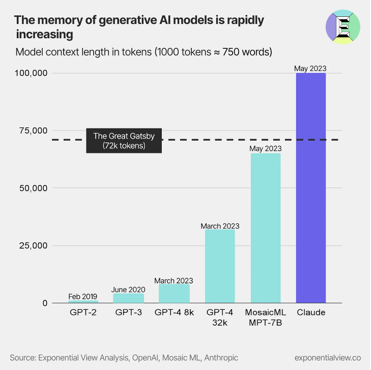 The memory of generative AI models is rapidly
increasing
Model context length in tokens (1000 tokens ≈ 750 words)
100,000
75,000
50,000
25,000
0
The Great Gatsby
(72k tokens)
Feb 2019
June 2020
March 2023
March 2023
May 2023
May 2023
GPT-2
GPT-3
GPT-4 8k
GPT-4
32k
MosaicML
MPT-7B
Claude
Source: Exponential View Analysis, OpenAI, Mosaic ML, Anthropic
exponentialview.co